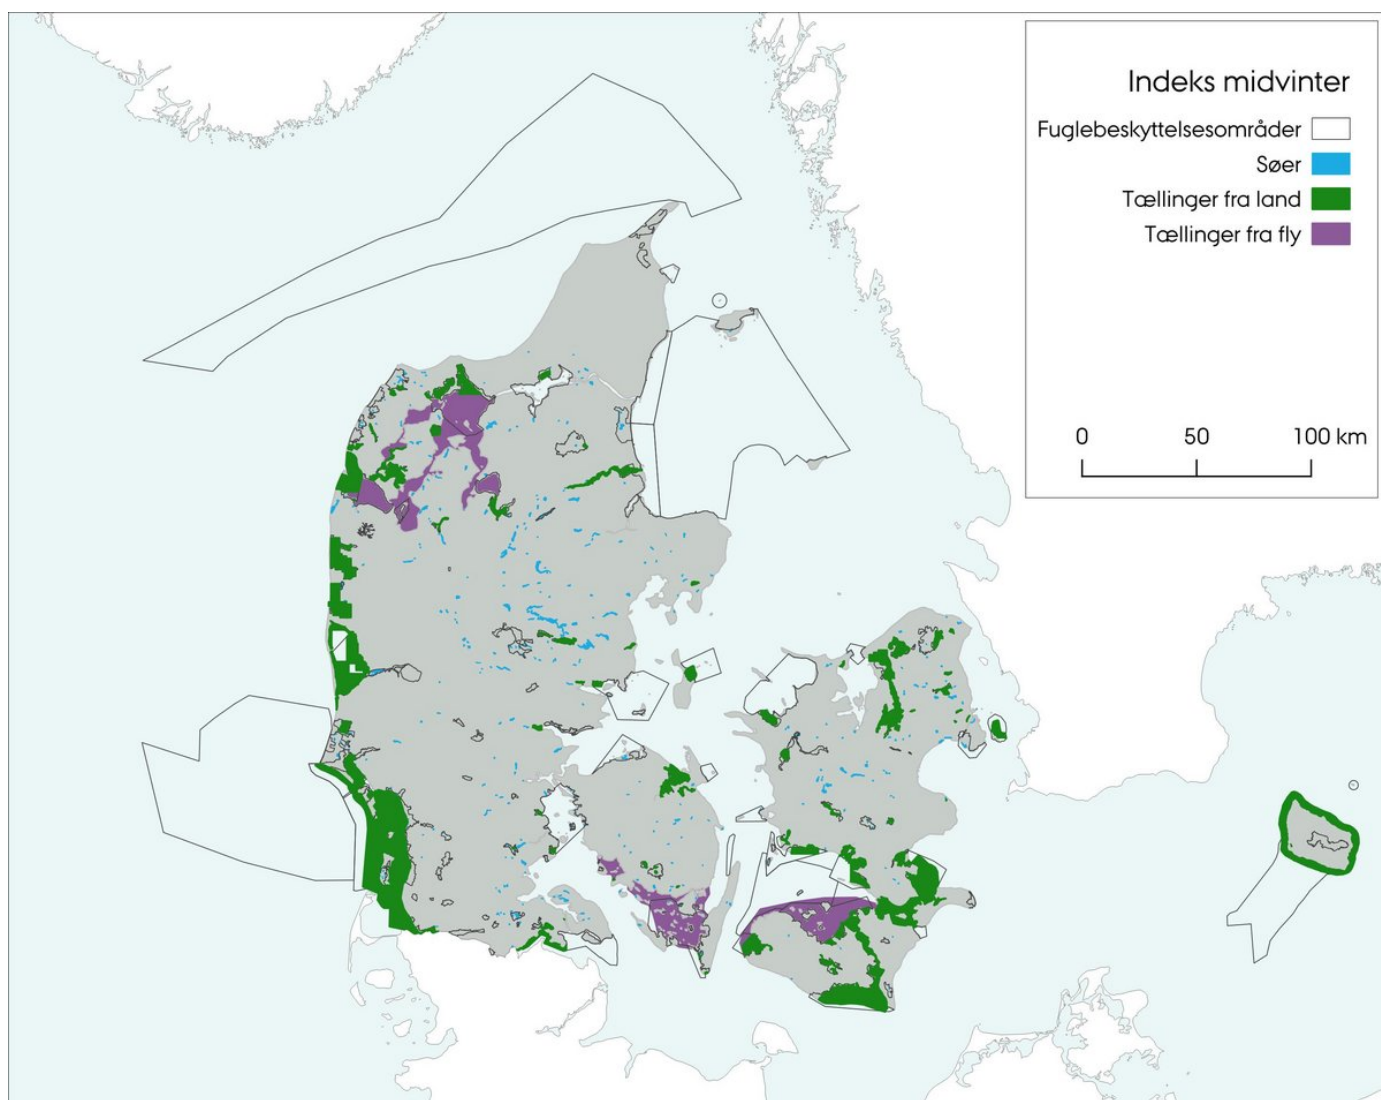 Indeks midvinter
Fuglebeskyttelsesområder
Søer
Tællinger fra land
Tællinger fra fly
0 50 100 km